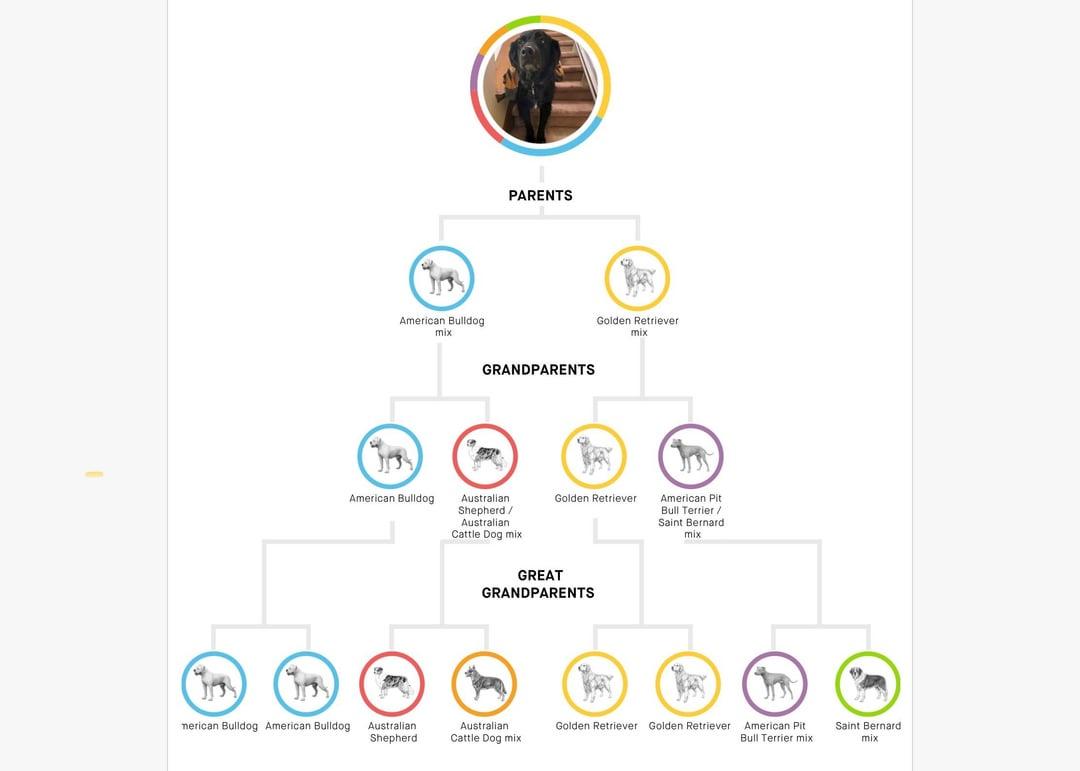 PARENTS
American Bulldog
mix
Golden Retriever
mix
GRANDPARENTS
American Bulldog
Australian
Shepherd /
Australian
Cattle Dog mix
Golden Retriever
American Pit
Bull Terrier /
Saint Bernard
mix
GREAT
GRANDPARENTS
merican Bulldog
American Bulldog
Australian
Shepherd
Australian
Cattle Dog mix
Golden Retriever
Golden Retriever
American Pit
Bull Terrier mix
Saint Bernard
mix